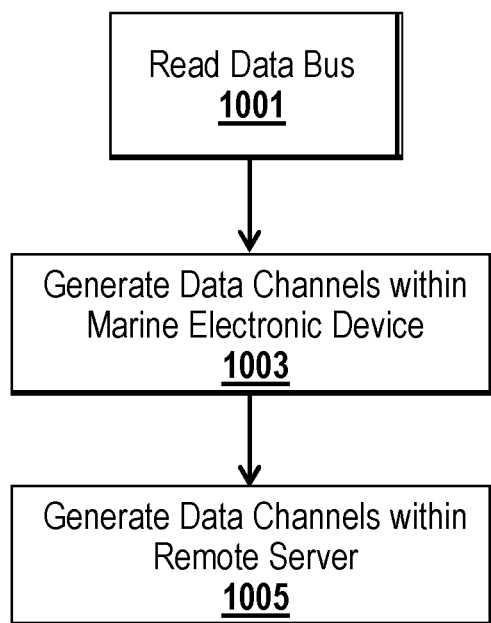 Read Data Bus
1001
Generate Data Channels within
Marine Electronic Device
1003
Generate Data Channels within
Remote Server
1005